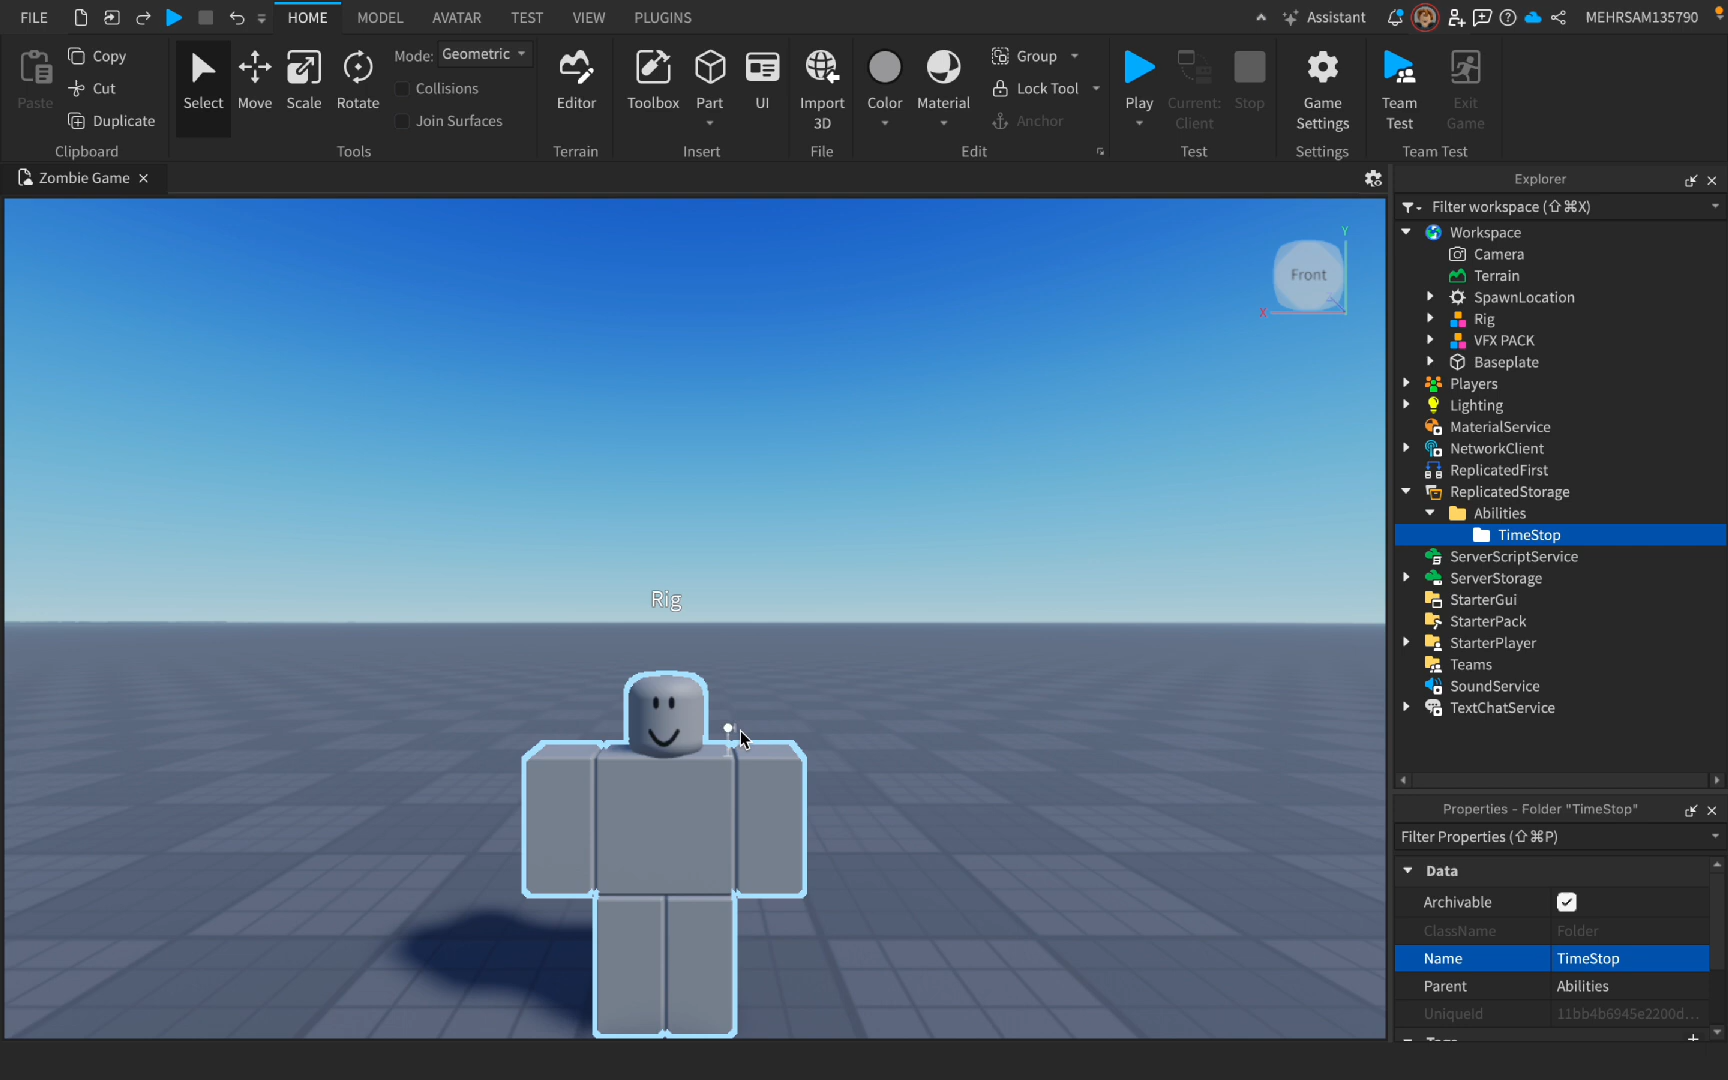 FILE
HOME
MODEL
AVATAR
TEST
VIEW
PLUGINS
Assistant
MEHRSAM135790
Paste
Copy
Cut
Duplicate
Clipboard
Select
Move
Scale
Rotate
Mode: Geometric
Collisions
Join Surfaces
Tools
Editor
Terrain
Toolbox
Part
UI
Insert
Import
3D
File
Color
Material
Group
Lock Tool
Anchor
Edit
Play
Current:
Client
Stop
Test
Game
Settings
Settings
Team
Test
Exit
Game
Team Test
Zombie Game
Front
Y
X
Rig
Explorer
Filter workspace (⇧⌘X)
Workspace
Camera
Terrain
SpawnLocation
Rig
VFX PACK
Baseplate
Players
Lighting
MaterialService
NetworkClient
ReplicatedFirst
ReplicatedStorage
Abilities
TimeStop
ServerScriptService
ServerStorage
StarterGui
StarterPack
StarterPlayer
Teams
SoundService
TextChatService
Properties - Folder "TimeStop"
Filter Properties (⇧⌘P)
Data
Archivable
ClassName Folder
Name TimeStop
Parent Abilities
UniqueId 11bb4b6945e2200d...